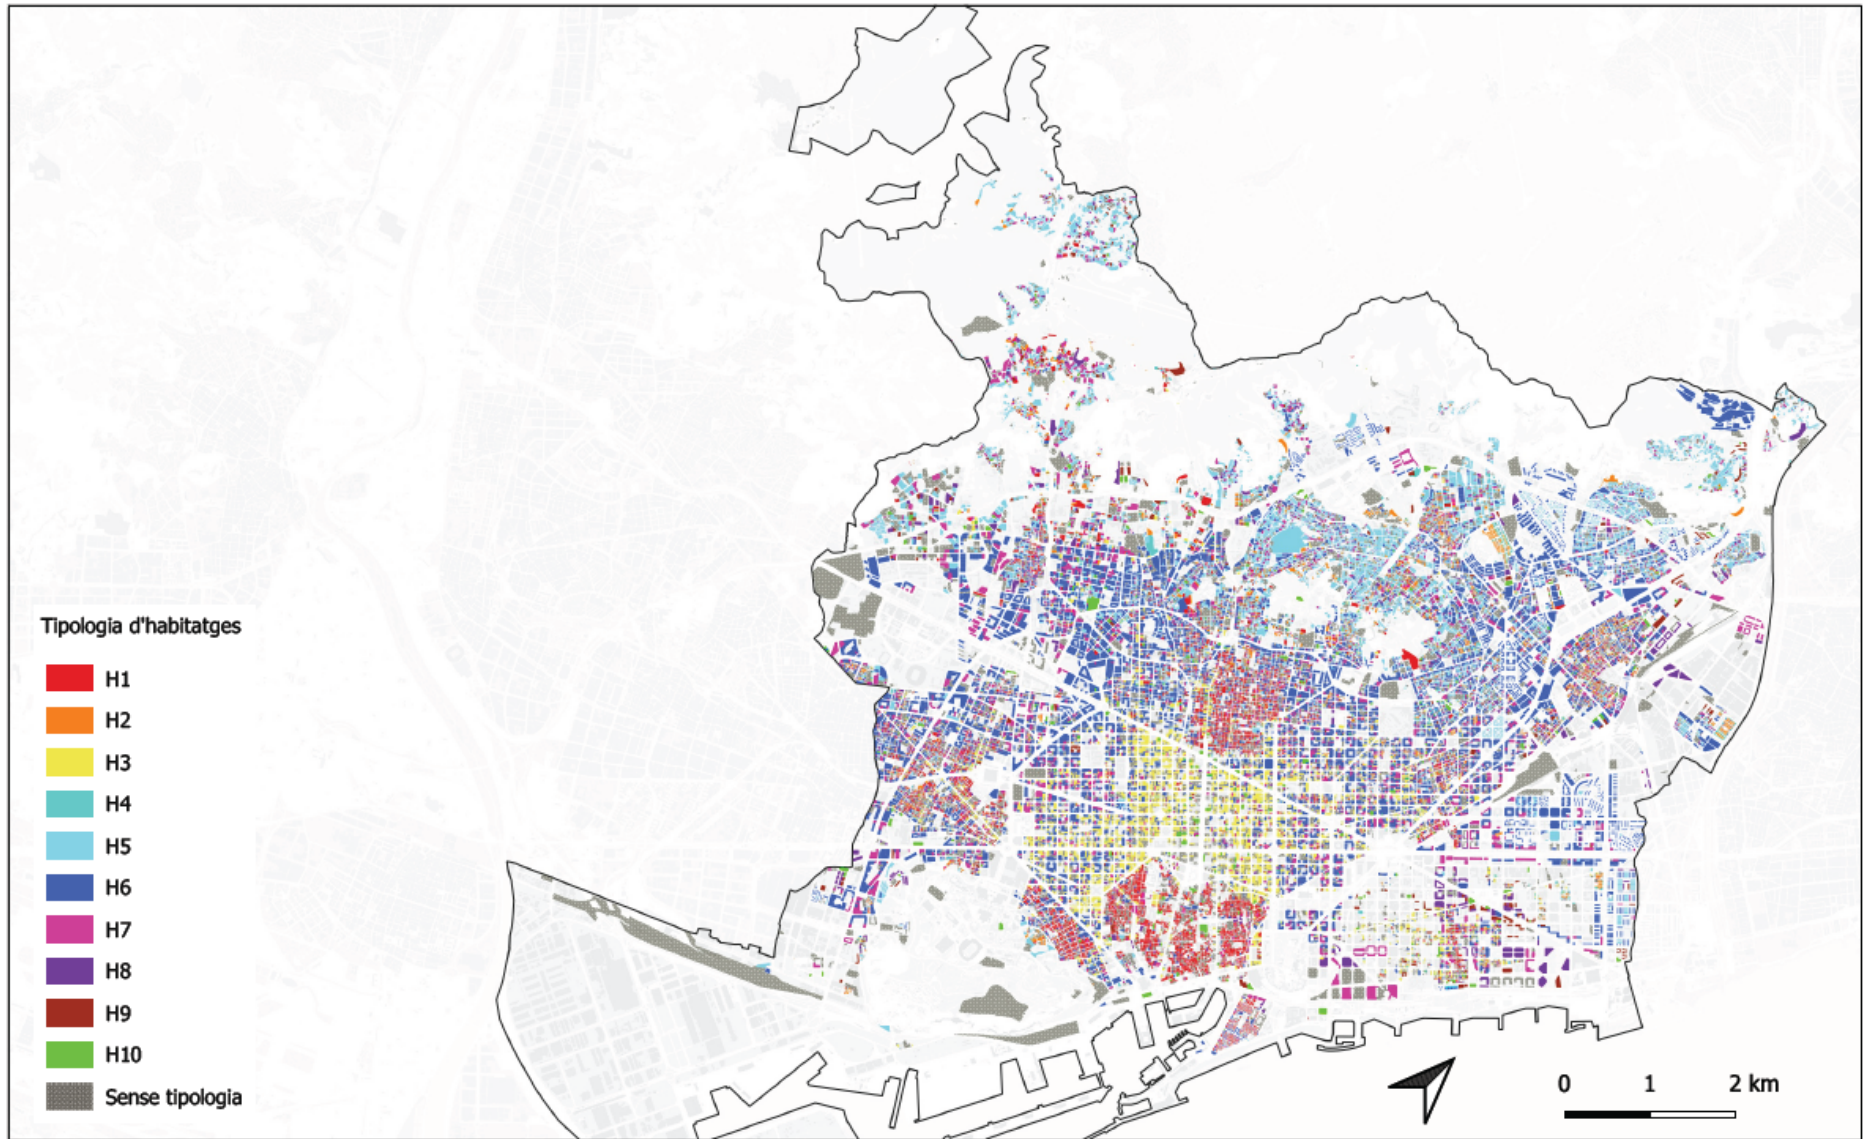 Tipologia d'habitatges
H1
H2
H3
H4
H5
H6
H7
H8
H9
H10
Sense tipologia
0 1 2 km